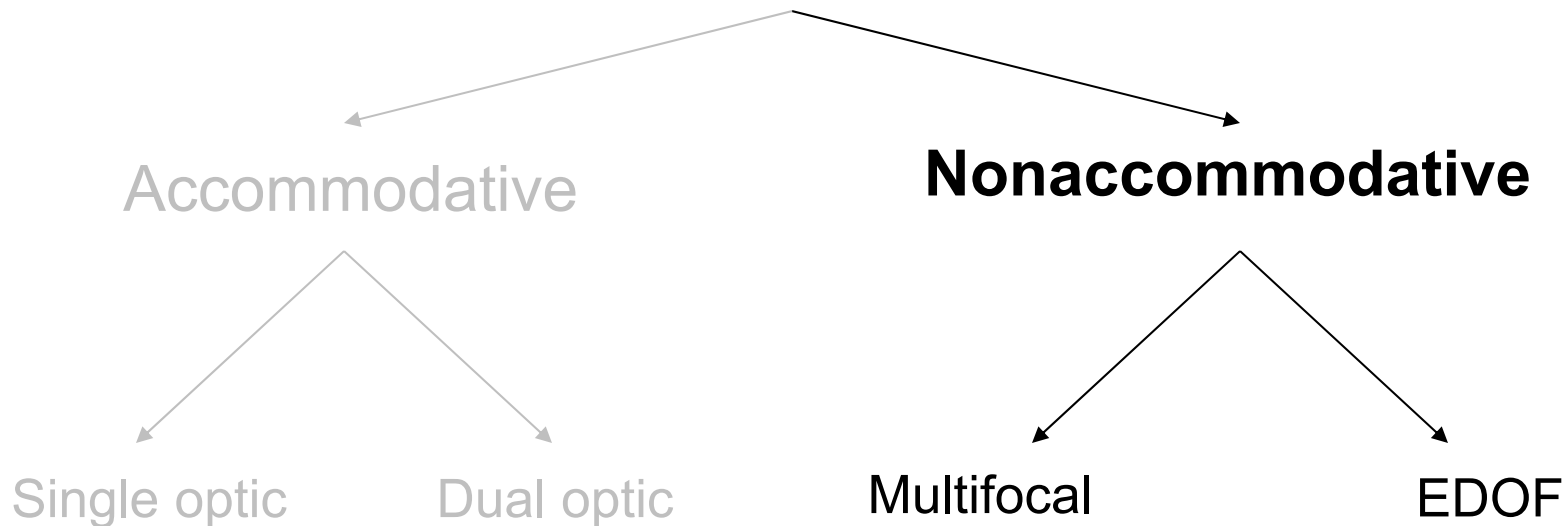 Accommodative
Nonaccommodative
Single optic
Dual optic
Multifocal
EDOF